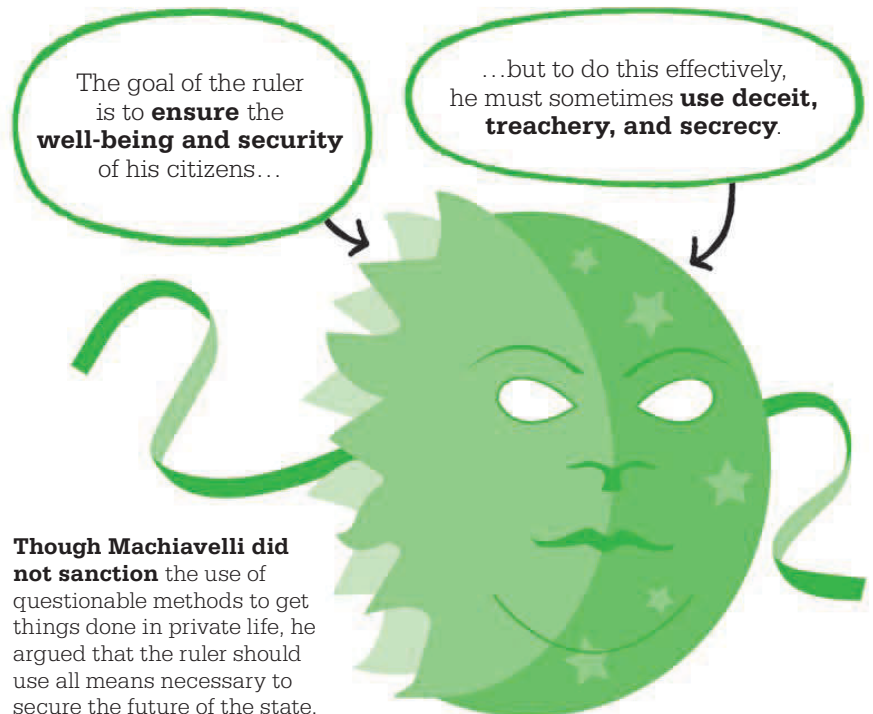 The goal of the ruler
is to ensure the
well-being and security
of his citizens…
…but to do this effectively,
he must sometimes use deceit,
treachery, and secrecy.
Though Machiavelli did
not sanction the use of
questionable methods to get
things done in private life, he
argued that the ruler should
use all means necessary to
secure the future of the state.